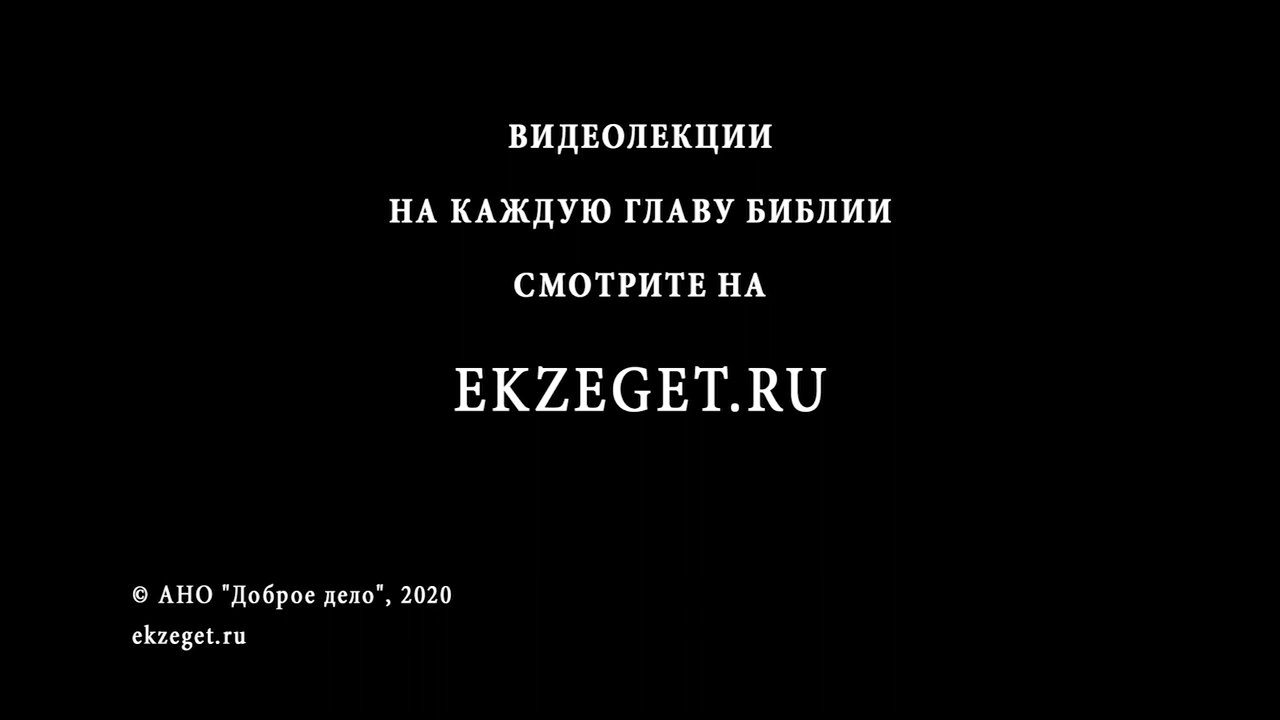 ВИДЕОЛЕКЦИИ
НА КАЖДУЮ ГЛАВУ БИБЛИИ
СМОТРИТЕ НА
EKZEGET.RU
© АНО "Доброе дело", 2020
ekzeget.ru